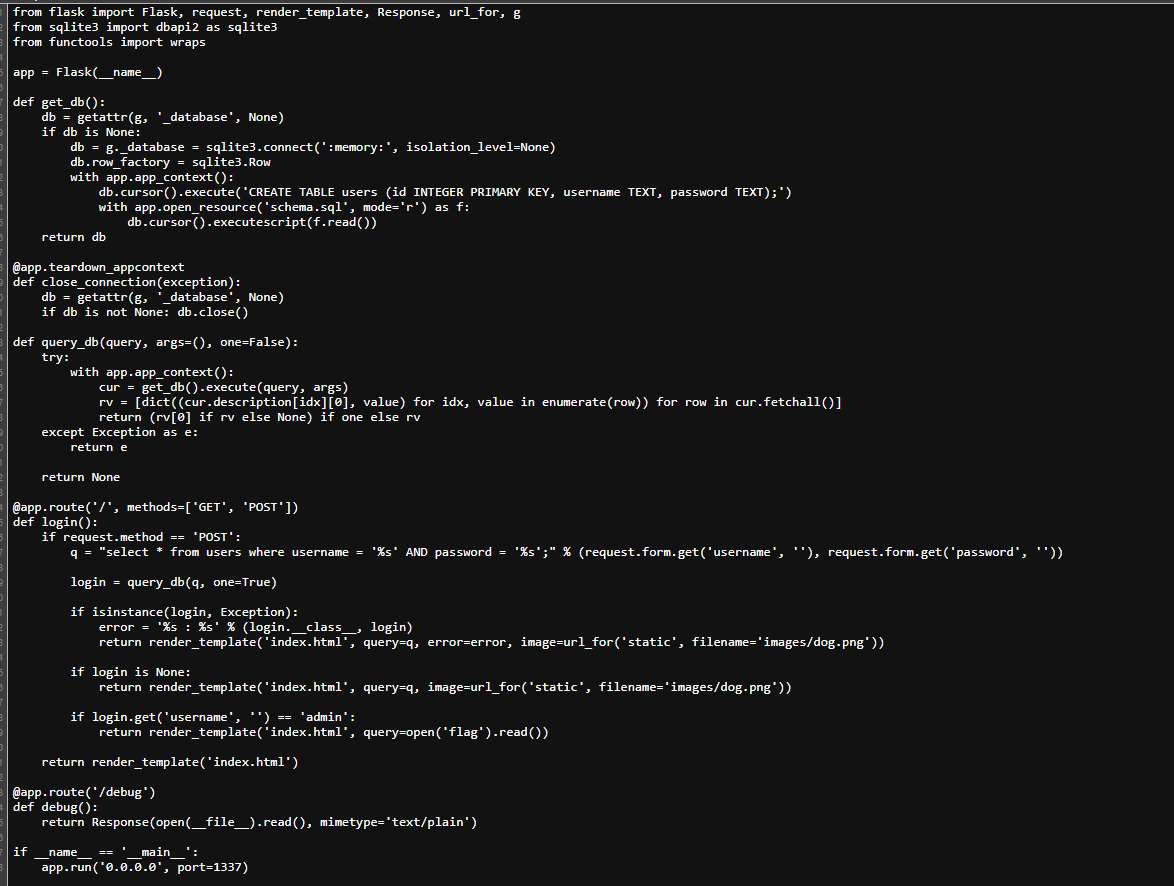 from flask import Flask, request, render_template, Response, url_for, g
from sqlite3 import dbapi2 as sqlite3
from functools import wraps

app = Flask(__name__)

def get_db():
    db = getattr(g, '_database', None)
    if db is None:
        db = g._database = sqlite3.connect(':memory:', isolation_level=None)
        db.row_factory = sqlite3.Row
        with app.app_context():
            db.cursor().execute('CREATE TABLE users (id INTEGER PRIMARY KEY, username TEXT, password TEXT);')
            with app.open_resource('schema.sql', mode='r') as f:
                db.cursor().executescript(f.read())
    return db

@app.teardown_appcontext
def close_connection(exception):
    db = getattr(g, '_database', None)
    if db is not None: db.close()

def query_db(query, args=(), one=False):
    try:
        with app.app_context():
            cur = get_db().execute(query, args)
            rv = [dict((cur.description[idx][0], value) for idx, value in enumerate(row)) for row in cur.fetchall()]
            return (rv[0] if rv else None) if one else rv
    except Exception as e:
        return e

    return None

@app.route('/', methods=['GET', 'POST'])
def login():
    if request.method == 'POST':
        q = "select * from users where username = '%s' AND password = '%s';" % (request.form.get('username', ''), request.form.get('password', ''))

        login = query_db(q, one=True)

        if isinstance(login, Exception):
            error = '%s : %s' % (login.__class__, login)
            return render_template('index.html', query=q, error=error, image=url_for('static', filename='images/dog.png'))

        if login is None:
            return render_template('index.html', query=q, image=url_for('static', filename='images/dog.png'))

        if login.get('username', '') == 'admin':
            return render_template('index.html', query=open('flag').read())

    return render_template('index.html')

@app.route('/debug')
def debug():
    return Response(open(__file__).read(), mimetype='text/plain')

if __name__ == '__main__':
    app.run('0.0.0.0', port=1337)